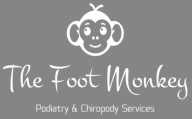 The Foot Monkey
Podiatry & Chiropody Services